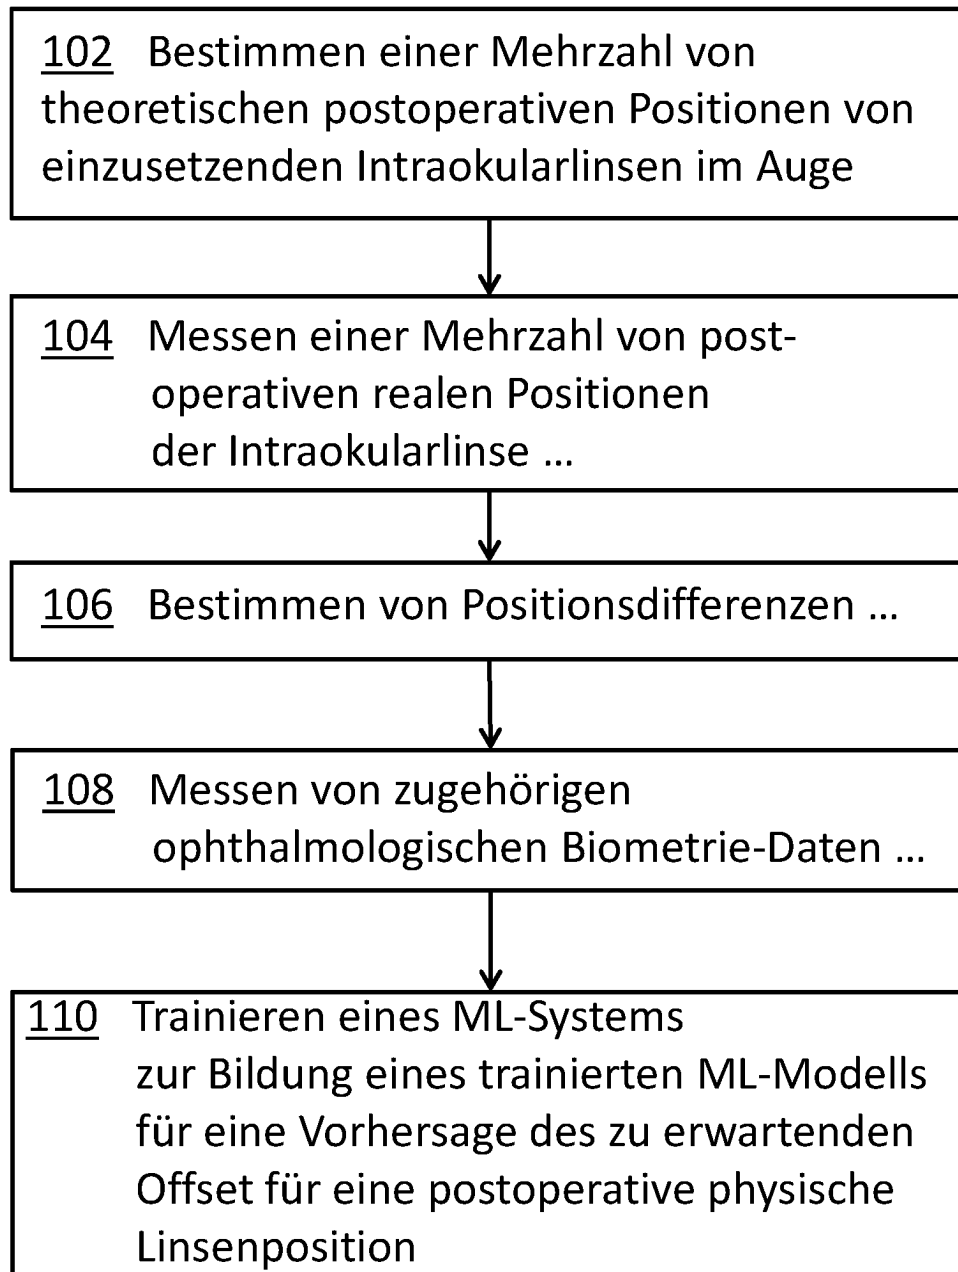 102 Bestimmen einer Mehrzahl von
theoretischen postoperativen Positionen von
einzusetzenden Intraokularlinsen im Auge
104 Messen einer Mehrzahl von post-
operativen realen Positionen
der Intraokularlinse ...
106 Bestimmen von Positionsdifferenzen ...
108 Messen von zugehörigen
ophthalmologischen Biometrie-Daten ...
110 Trainieren eines ML-Systems
zur Bildung eines trainierten ML-Modells
für eine Vorhersage des zu erwartenden
Offset für eine postoperative physische
Linsenposition